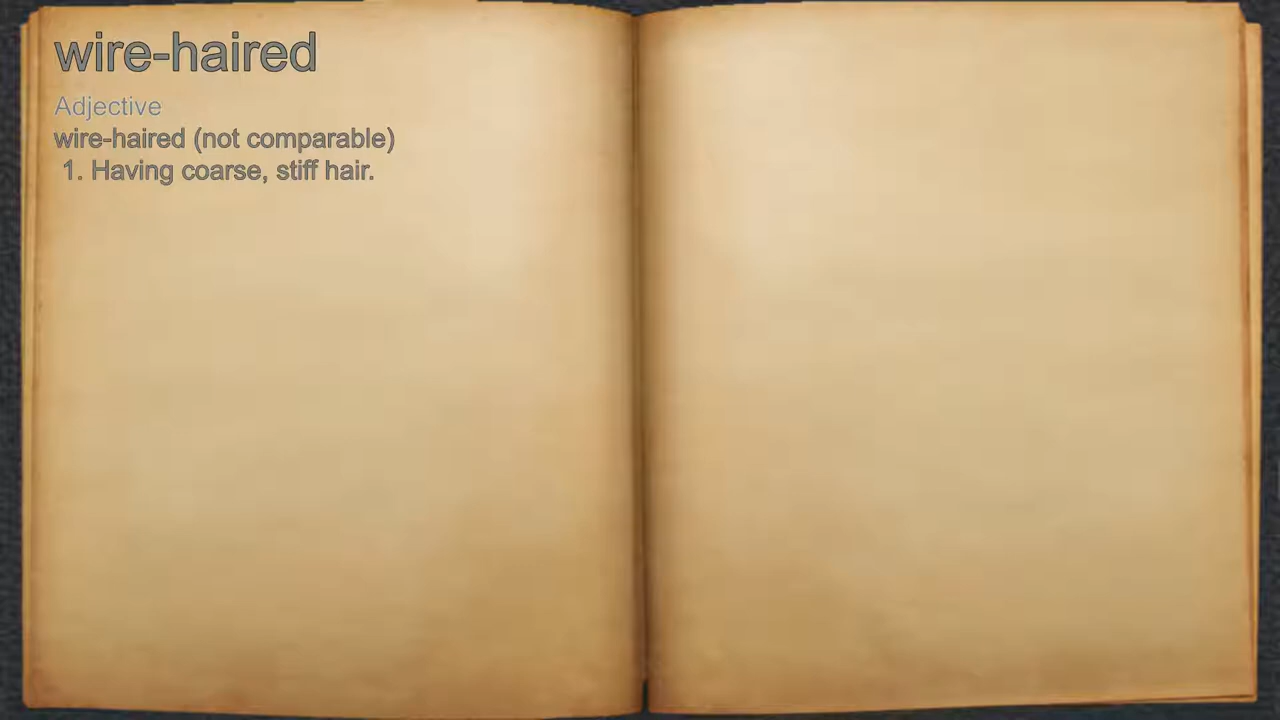 wire-haired
Adjective
wire-haired (not comparable)
1. Having coarse, stiff hair.